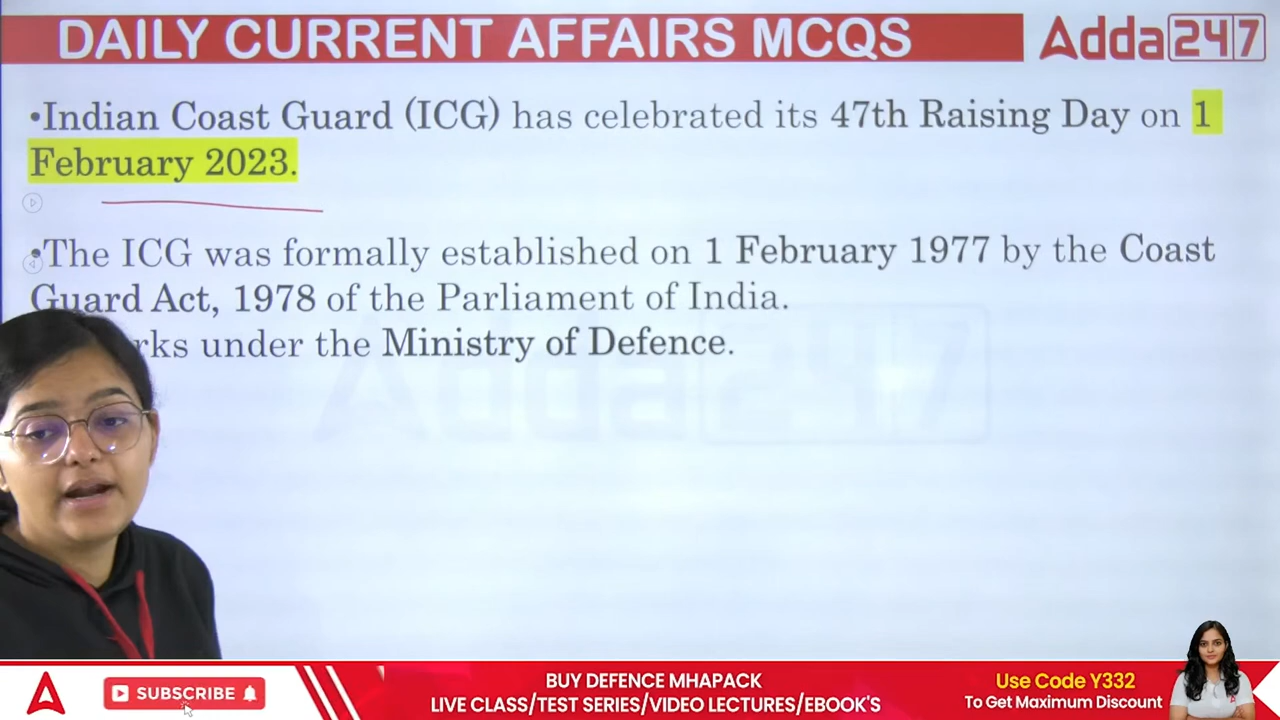 DAILY CURRENT AFFAIRS MCQS
Adda247
•Indian Coast Guard (ICG) has celebrated its 47th Raising Day on 1
February 2023.
•The ICG was formally established on 1 February 1977 by the Coast
Guard Act, 1978 of the Parliament of India.
under the Ministry of Defence.
Adda247
SUBSCRIBE
BUY DEFENCE MHAPACK
LIVE CLASS/TEST SERIES/VIDEO LECTURES/EBOOK'S
Use Code Y332
To Get Maximum Discount